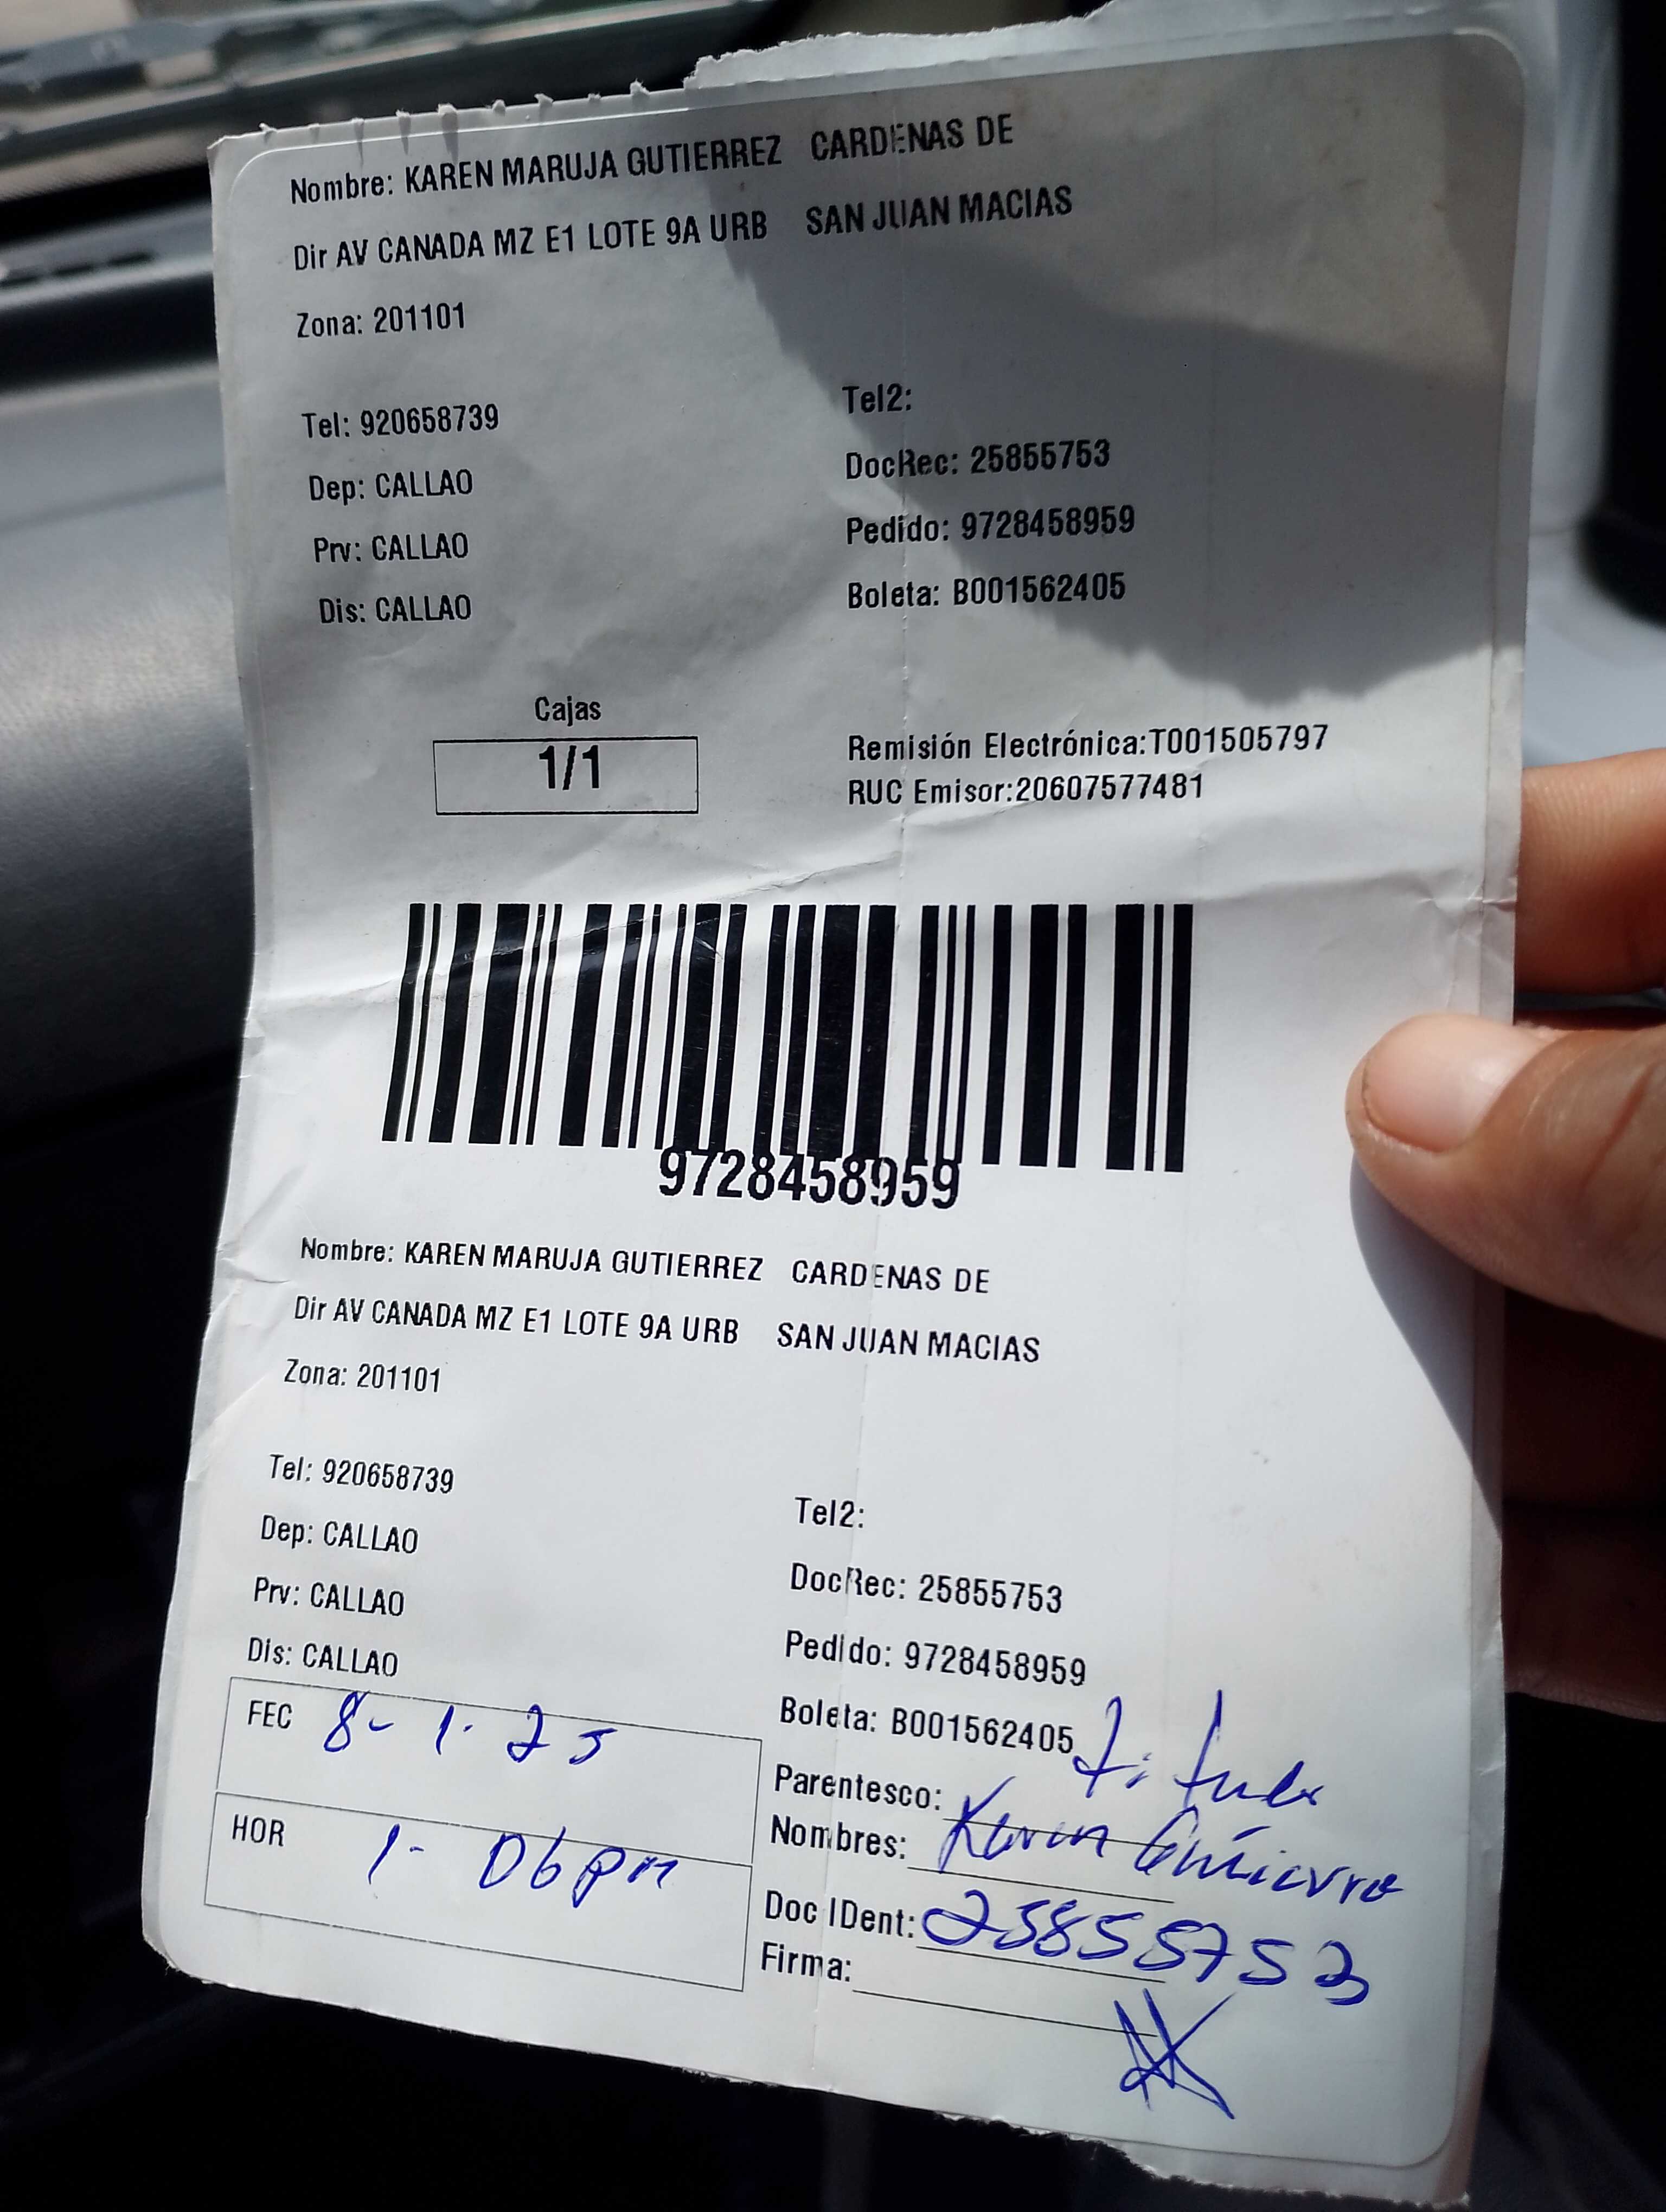 Nombre: KAREN MARUJA GUTIERREZ CARDENAS DE
Dir AV CANADA MZ E1 LOTE 9A URB SAN JUAN MACIAS
Zona: 201101
Tel: 920658739
Tel2:
Dep: CALLAO
DocRec: 25855753
Prv: CALLAO
Pedido: 9728458959
Dis: CALLAO
Boleta: B001562405
Cajas
1/1
Remisión Electrónica:T001505797
RUC Emisor:20607577481
9728458959
Nombre: KAREN MARUJA GUTIERREZ CARDENAS DE
Dir AV CANADA MZ E1 LOTE 9A URB SAN JUAN MACIAS
Zona: 201101
Tel: 920658739
Tel2:
Dep: CALLAO
DocRec: 25855753
Prv: CALLAO
Pedido: 9728458959
Dis: CALLAO
Boleta: B001562405
FEC 8-1-25
Parentesco: Titular
Nombres: Karen Gutierre
HOR 1-06pm
Doc IDent: 25855753
Firma: